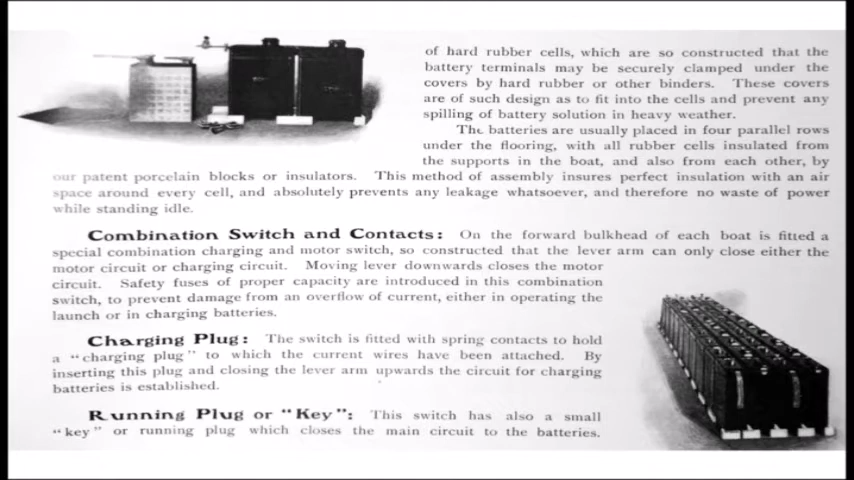 of hard rubber cells, which are so constructed that the
battery terminals may be securely clamped under the
covers by hard rubber or other binders. These covers
are of such design as to fit into the cells and prevent any
spilling of battery solution in heavy weather.
The batteries are usually placed in four parallel rows
under the flooring, with all rubber cells insulated from
the supports in the boat, and also from each other, by
our patent porcelain blocks or insulators. This method of assembly insures perfect insulation with an air
space around every cell, and absolutely prevents any leakage whatsoever, and therefore no waste of power
while standing idle.
Combination Switch and Contacts: On the forward bulkhead of each boat is fitted a
special combination charging and motor switch, so constructed that the lever arm can only close either the
motor circuit or charging circuit. Moving lever downwards closes the motor
circuit. Safety fuses of proper capacity are introduced in this combination
switch, to prevent damage from an overflow of current, either in operating the
launch or in charging batteries.
Charging Plug: The switch is fitted with spring contacts to hold
a "charging plug" to which the current wires have been attached. By
inserting this plug and closing the lever arm upwards the circuit for charging
batteries is established.
Running Plug or "Key": This switch has also a small
"key" or running plug which closes the main circuit to the batteries.